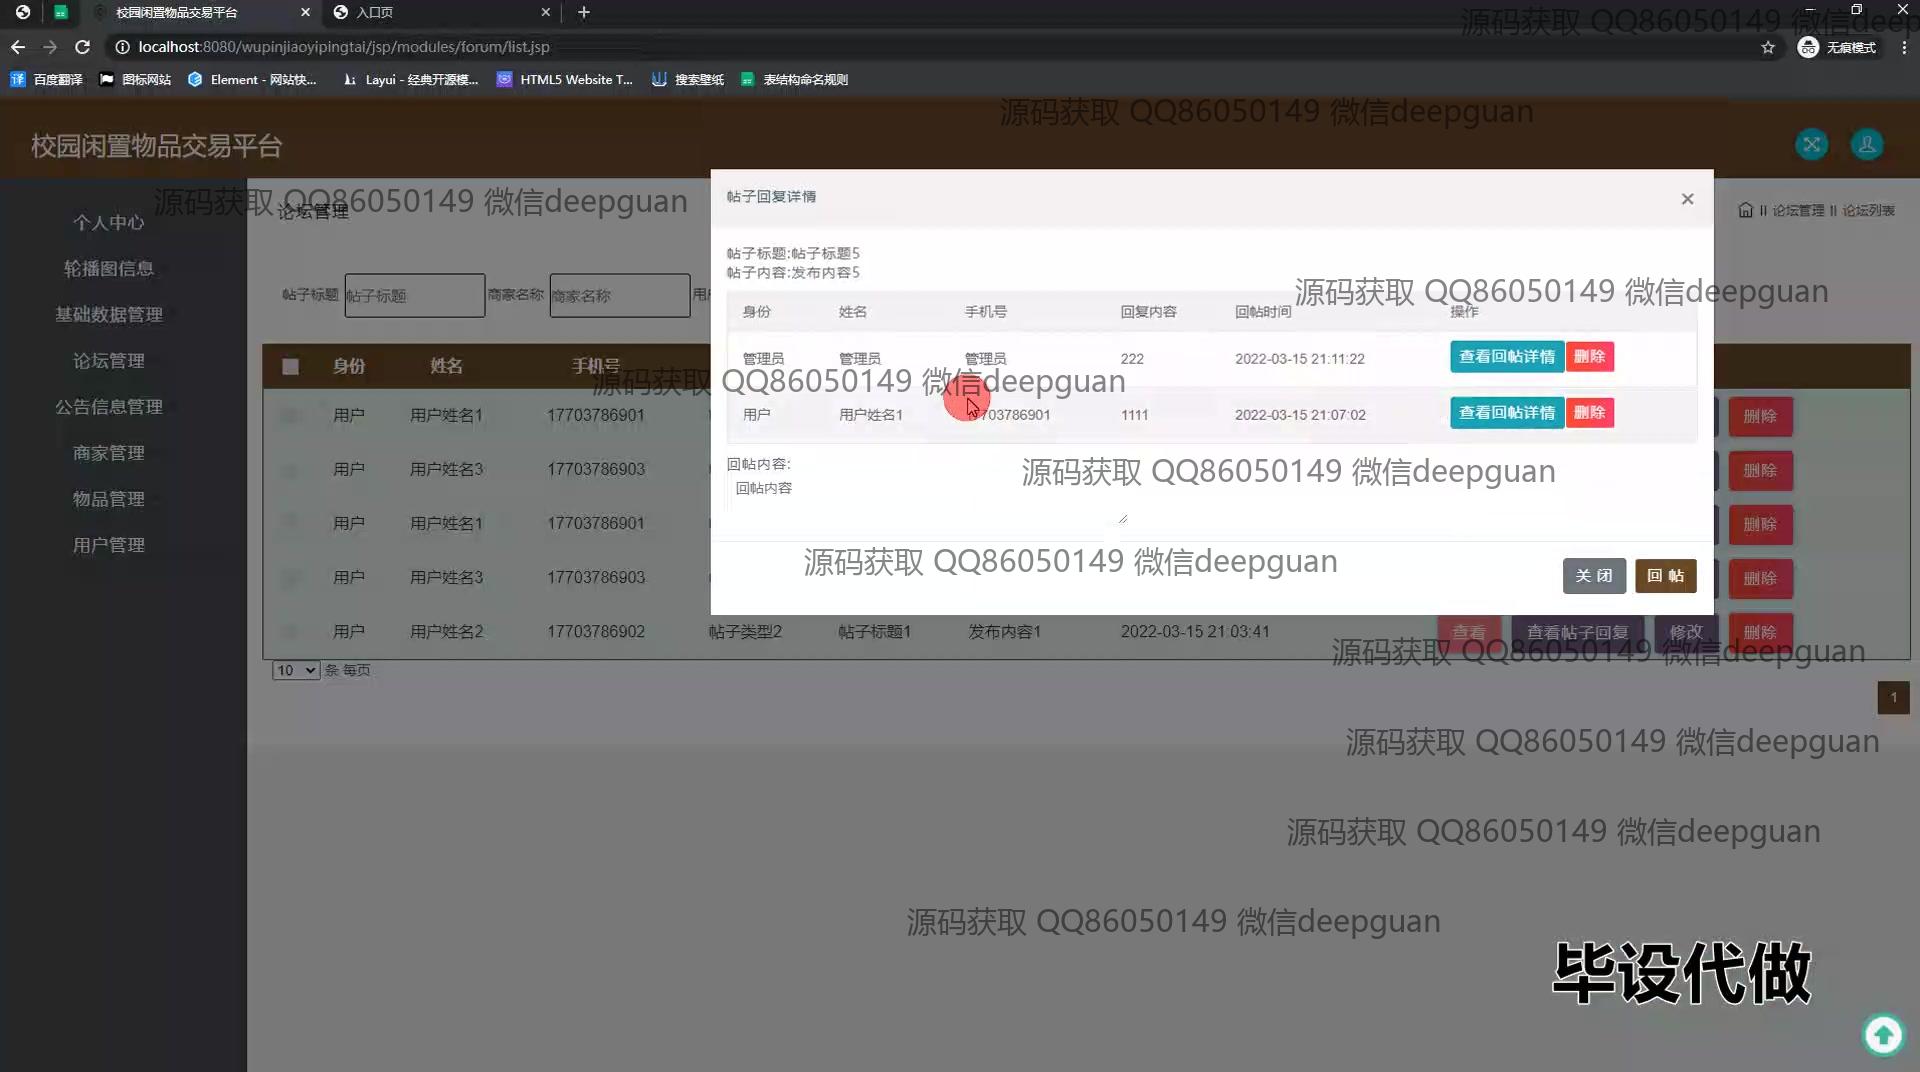 校园闲置物品交易平台
入口页
localhost:8080/wupinjiaoyipingtai/jsp/modules/forum/list.jsp
无痕模式
源码获取 QQ86050149 微信deep
百度翻译 图标网站 Element - 网站快... Layui - 经典开源模... HTML5 Website T... 搜索壁纸 表结构命名规则
源码获取 QQ86050149 微信deepguan
校园闲置物品交易平台
源码获取 QQ86050149 微信deepguan
论坛管理
论坛管理 论坛列表
个人中心
轮播图信息
基础数据管理
论坛管理
公告信息管理
商家管理
物品管理
用户管理
帖子标题 帖子标题 商家名称 商家名称 用
帖子回复详情 ×
帖子标题:帖子标题5
帖子内容:发布内容5
源码获取 QQ86050149 微信deepguan
身份 姓名 手机号 回复内容 回帖时间 操作
管理员 管理员 管理员 222 2022-03-15 21:11:22 查看回帖详情 删除
源码获取 QQ86050149 微信deepguan
用户 用户姓名1 17703786901 1111 2022-03-15 21:07:02 查看回帖详情 删除
回帖内容:
回帖内容
源码获取 QQ86050149 微信deepguan
源码获取 QQ86050149 微信deepguan
关闭 回帖
身份 姓名 手机号
用户 用户姓名1 17703786901 删除
用户 用户姓名3 17703786903 删除
用户 用户姓名1 17703786901 删除
用户 用户姓名3 17703786903 删除
用户 用户姓名2 17703786902 帖子类型2 帖子标题1 发布内容1 2022-03-15 21:03:41 查看 查看帖子回复 修改 删除
源码获取 QQ86050149 微信deepguan
10 条 每页
1
源码获取 QQ86050149 微信deepguan
源码获取 QQ86050149 微信deepguan
源码获取 QQ86050149 微信deepguan
毕设代做